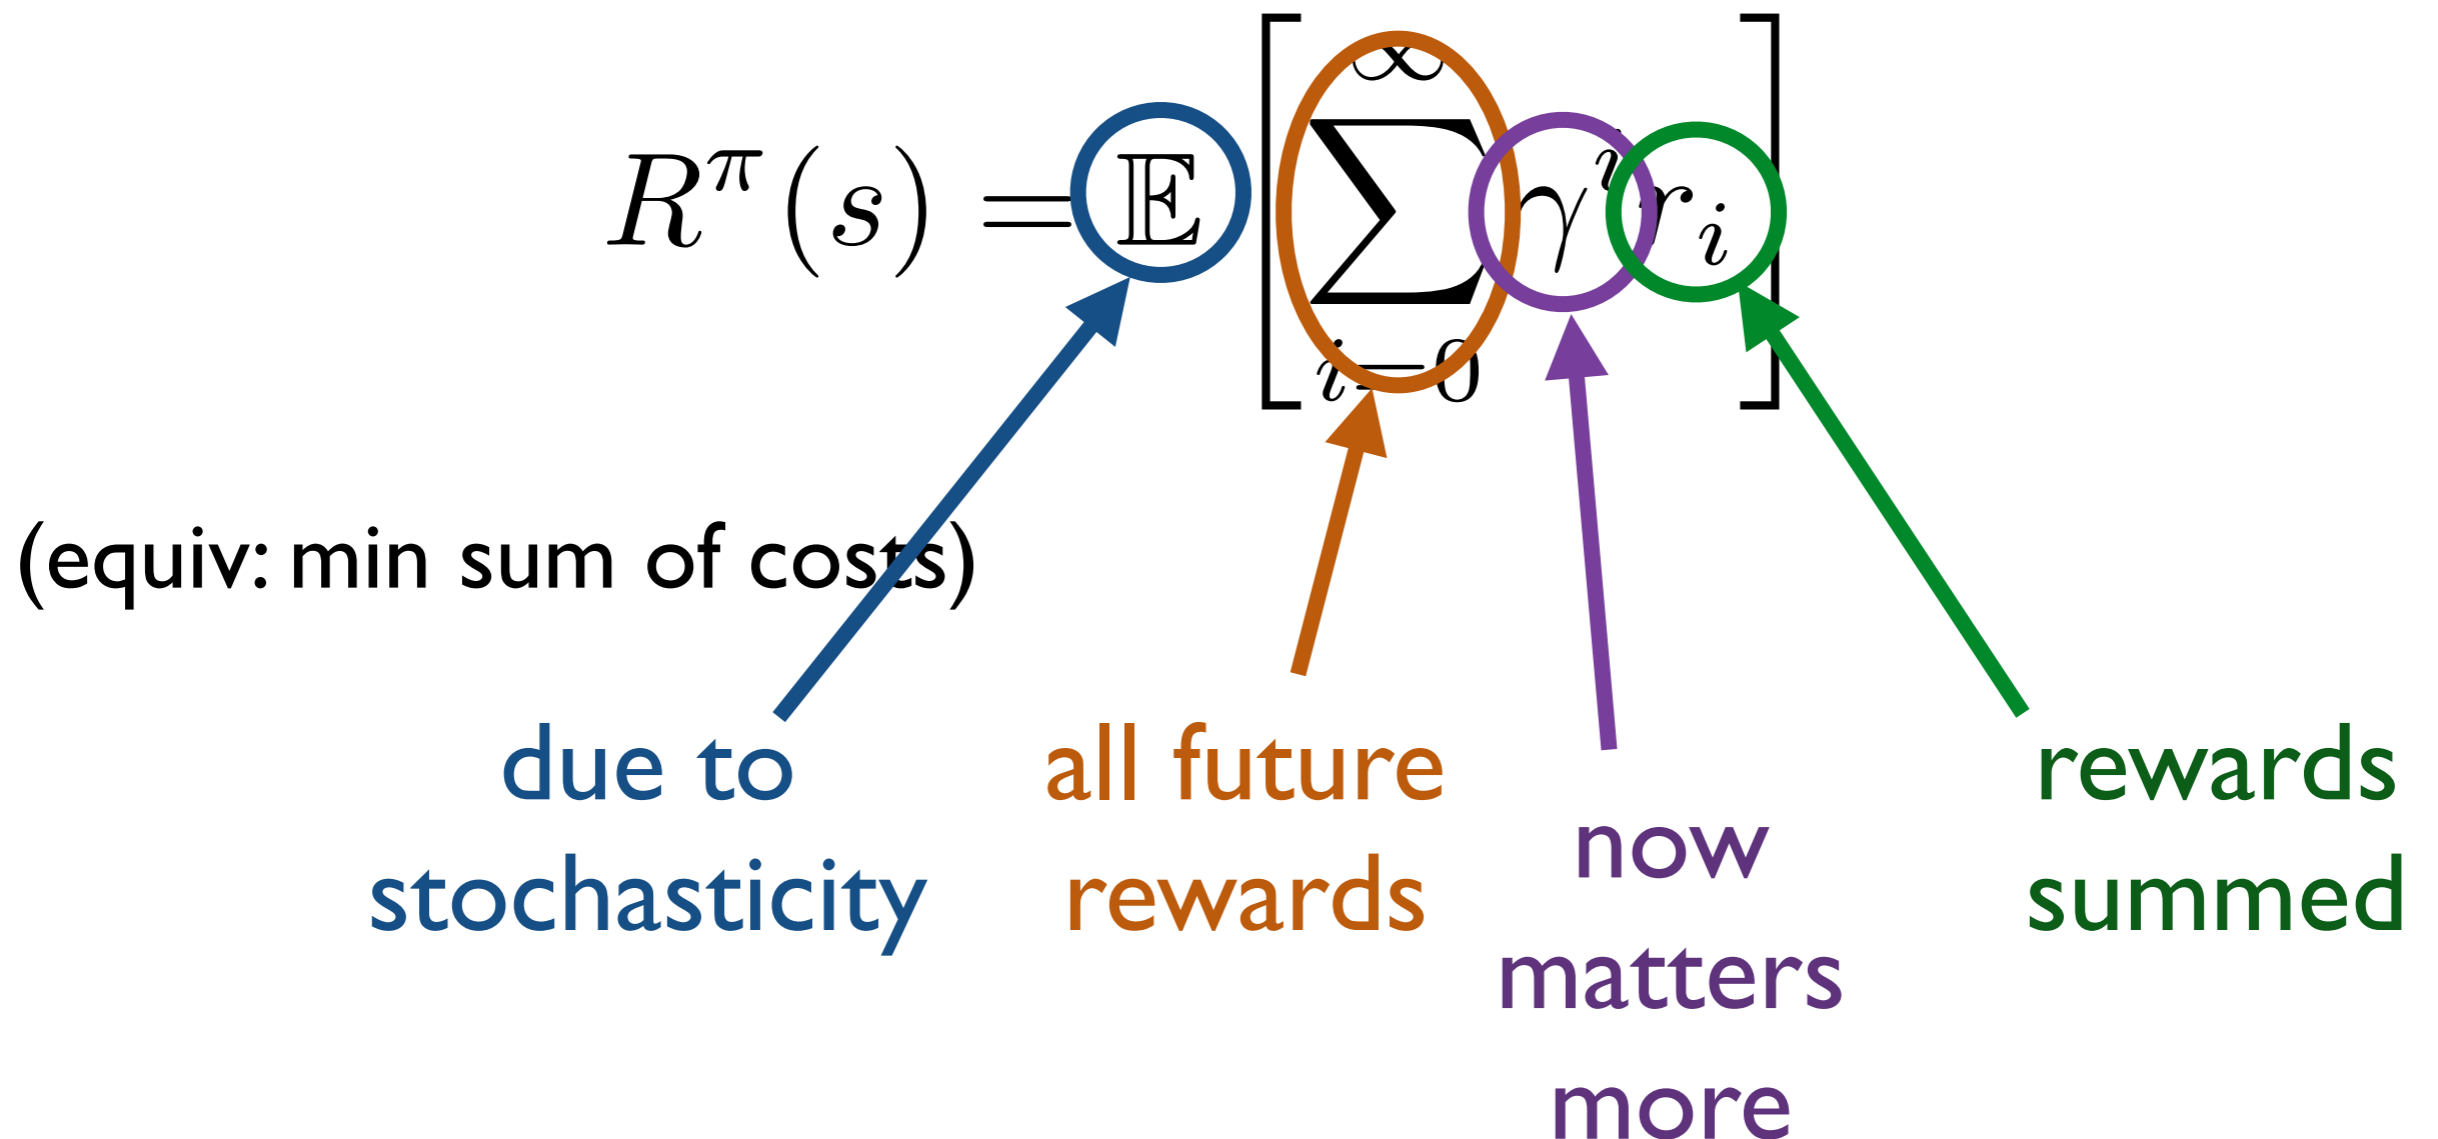 R^π(s) = 𝔼 [ ∑_{i=0}^{∞} γ^i r_i ]
(equiv: min sum of costs)
due to
stochasticity
all future
rewards
now
matters
more
rewards
summed